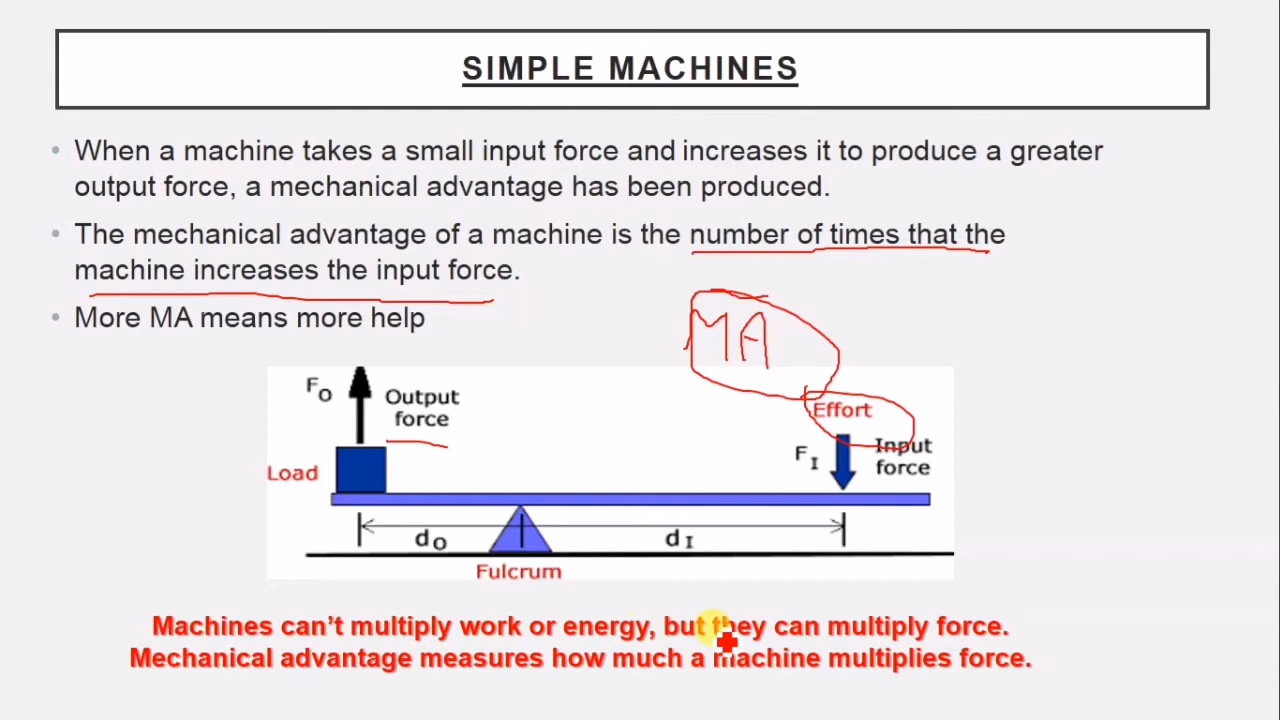 SIMPLE MACHINES
• When a machine takes a small input force and increases it to produce a greater
output force, a mechanical advantage has been produced.
• The mechanical advantage of a machine is the number of times that the
machine increases the input force.
• More MA means more help
MA
Fo
Output
force
Effort
Load
FI
Input
force
do
dI
Fulcrum
Machines can't multiply work or energy, but they can multiply force.
Mechanical advantage measures how much a machine multiplies force.